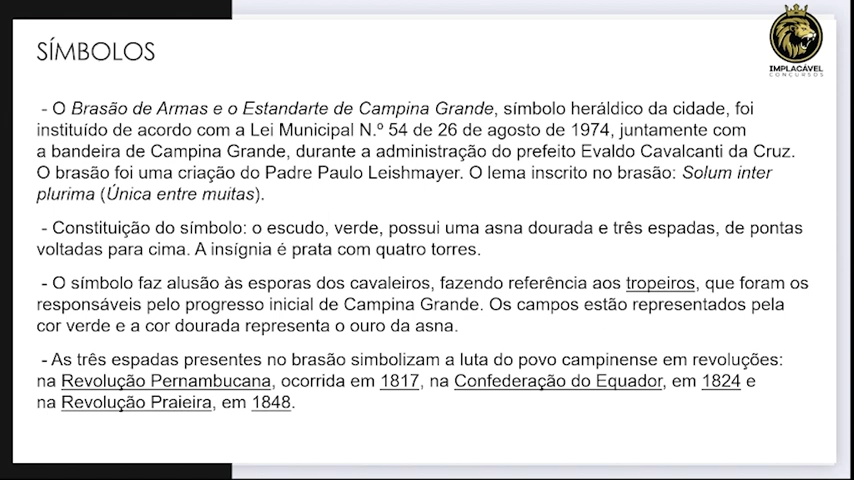 SÍMBOLOS
IMPLACÁVEL
CONCURSOS
- O Brasão de Armas e o Estandarte de Campina Grande, símbolo heráldico da cidade, foi
instituído de acordo com a Lei Municipal N.º 54 de 26 de agosto de 1974, juntamente com
a bandeira de Campina Grande, durante a administração do prefeito Evaldo Cavalcanti da Cruz.
O brasão foi uma criação do Padre Paulo Leishmayer. O lema inscrito no brasão: Solum inter
plurima (Única entre muitas).
- Constituição do símbolo: o escudo, verde, possui uma asna dourada e três espadas, de pontas
voltadas para cima. A insígnia é prata com quatro torres.
- O símbolo faz alusão às esporas dos cavaleiros, fazendo referência aos tropeiros, que foram os
responsáveis pelo progresso inicial de Campina Grande. Os campos estão representados pela
cor verde e a cor dourada representa o ouro da asna.
- As três espadas presentes no brasão simbolizam a luta do povo campinense em revoluções:
na Revolução Pernambucana, ocorrida em 1817, na Confederação do Equador, em 1824 e
na Revolução Praieira, em 1848.